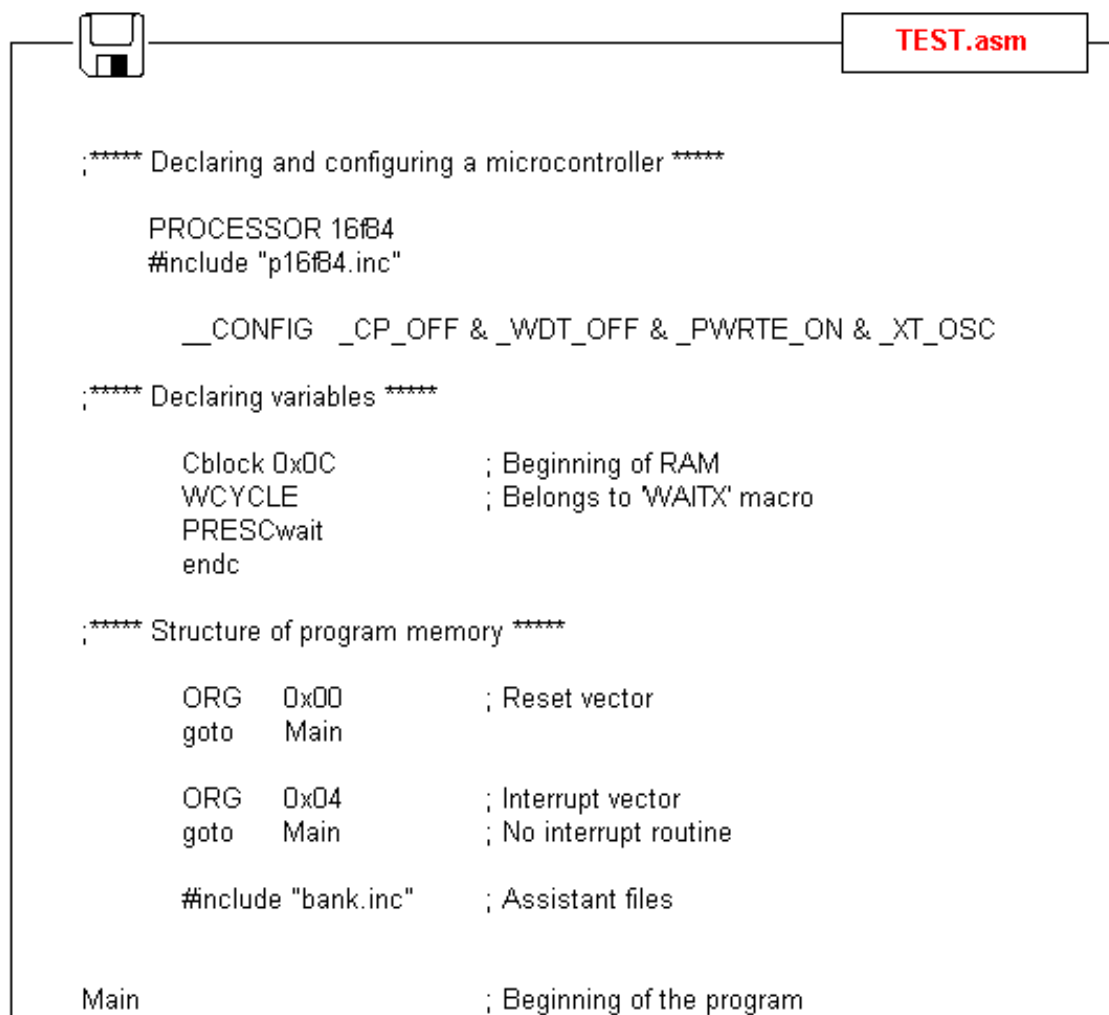 TEST.asm
;***** Declaring and configuring a microcontroller *****
PROCESSOR 16f84
#include "p16f84.inc"
__CONFIG _CP_OFF & _WDT_OFF & _PWRTE_ON & _XT_OSC
;***** Declaring variables *****
Cblock 0x0C ; Beginning of RAM
WCYCLE ; Belongs to 'WAITX' macro
PRESCwait
endc
;***** Structure of program memory *****
ORG 0x00 ; Reset vector
goto Main
ORG 0x04 ; Interrupt vector
goto Main ; No interrupt routine
#include "bank.inc" ; Assistant files
Main ; Beginning of the program